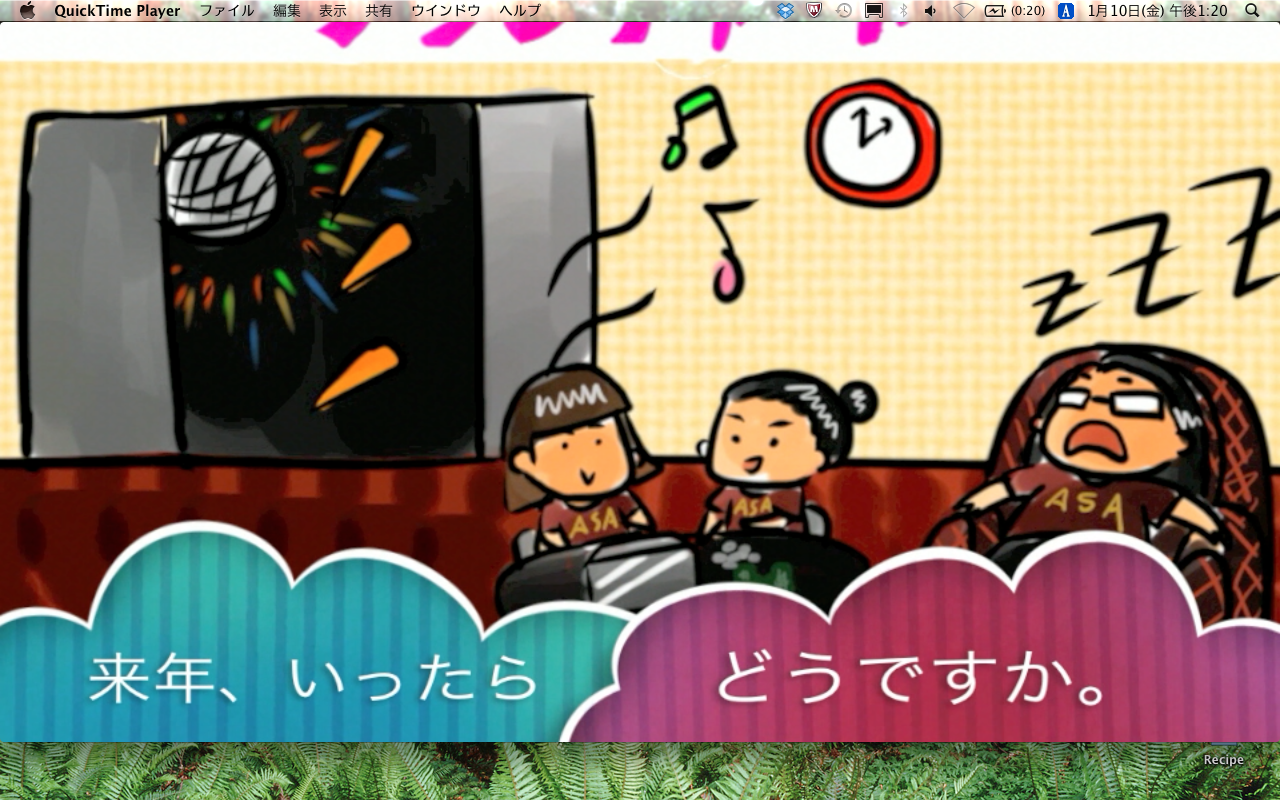 QuickTime Player ファイル 編集 表示 共有 ウインドウ ヘルプ (0:20) A 1月10日(金) 午後1:20
z Z Z
ASA
ASA
ASA
来年、いったら
どうですか。
Recipe